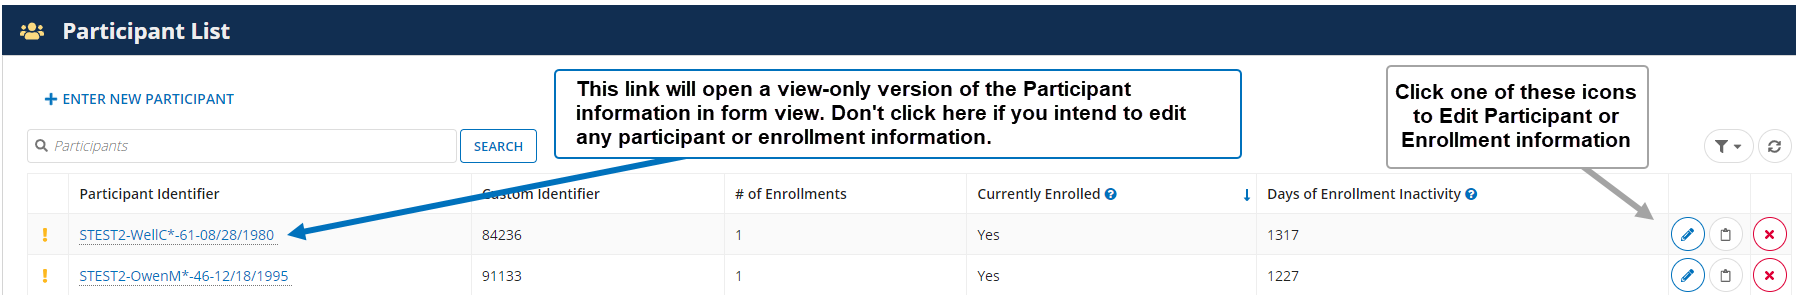 Participant List
ENTER NEW PARTICIPANT
This link will open a view-only version of the Participant
information in form view. Don't click here if you intend to edit
any participant or enrollment information.
Click one of these icons
to Edit Participant or
Enrollment information
Participants
SEARCH
Participant Identifier Custom Identifier # of Enrollments Currently Enrolled Days of Enrollment Inactivity
STEST2-WellC*-61-08/28/1980 84236 1 Yes 1317
STEST2-OwenM*-46-12/18/1995 91133 1 Yes 1227